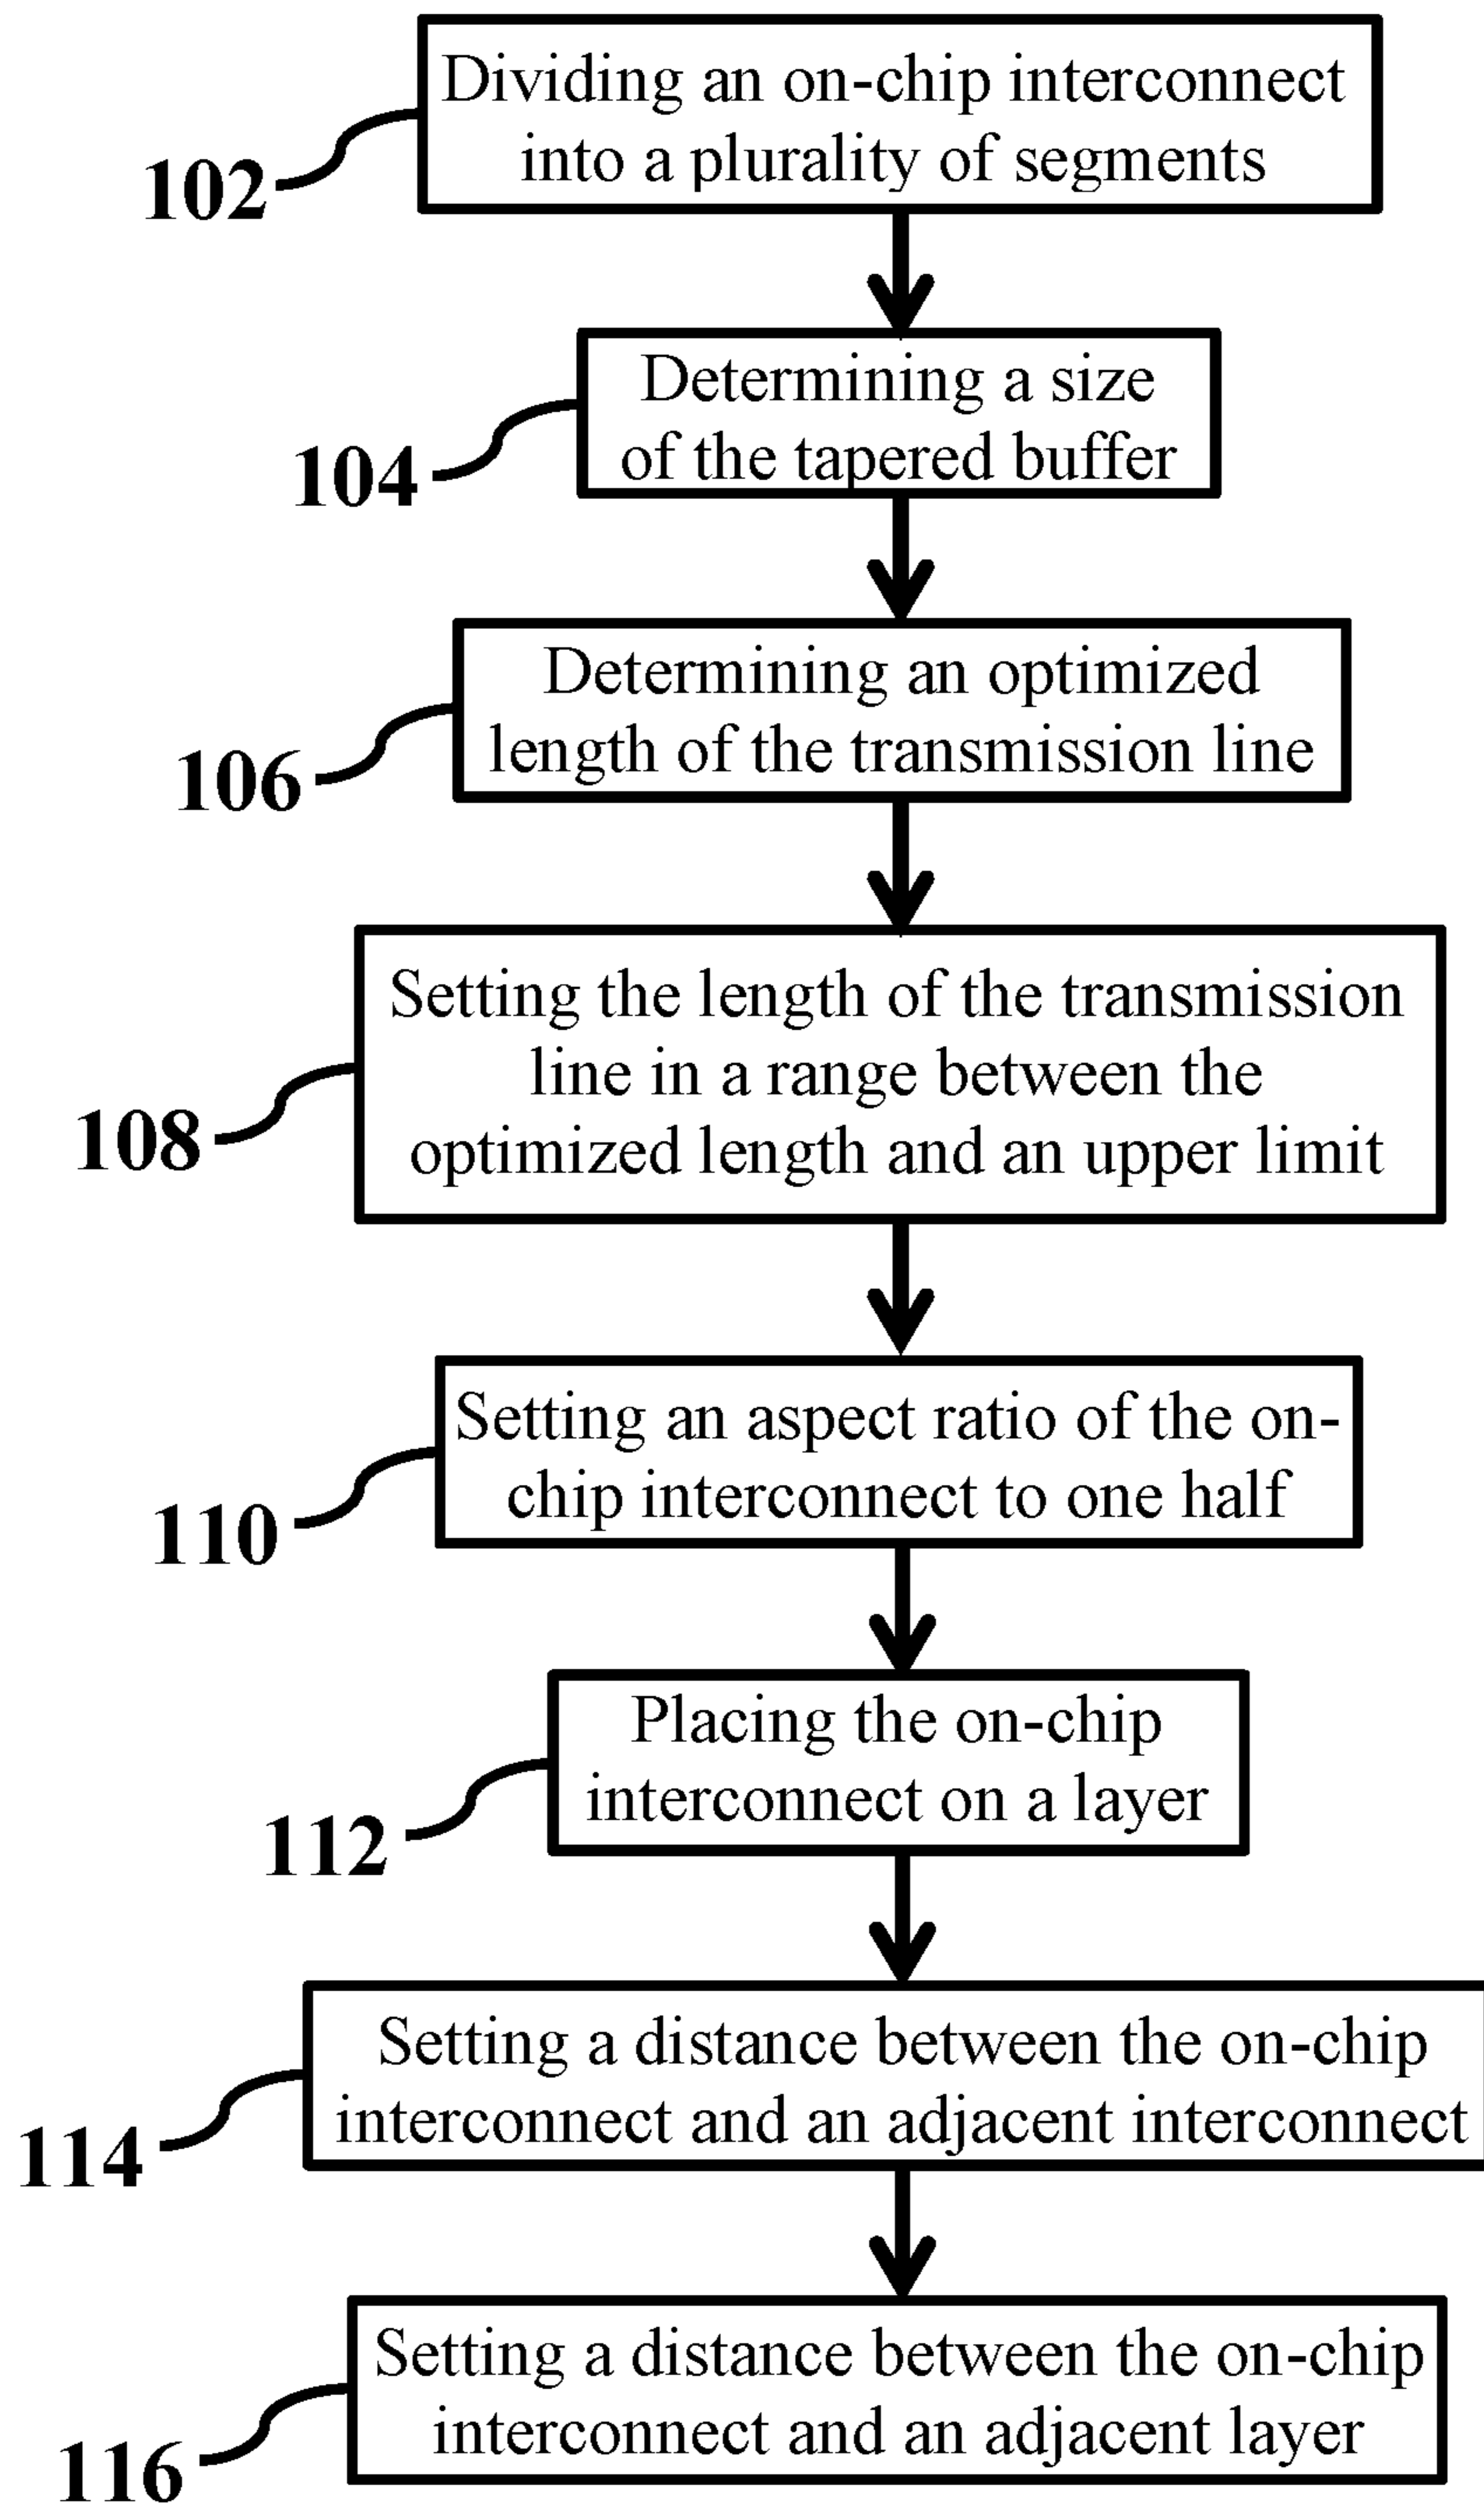 Dividing an on-chip interconnect
into a plurality of segments
102
Determining a size
of the tapered buffer
104
Determining an optimized
length of the transmission line
106
Setting the length of the transmission
line in a range between the
optimized length and an upper limit
108
Setting an aspect ratio of the on-
chip interconnect to one half
110
Placing the on-chip
interconnect on a layer
112
Setting a distance between the on-chip
interconnect and an adjacent interconnect
114
Setting a distance between the on-chip
interconnect and an adjacent layer
116